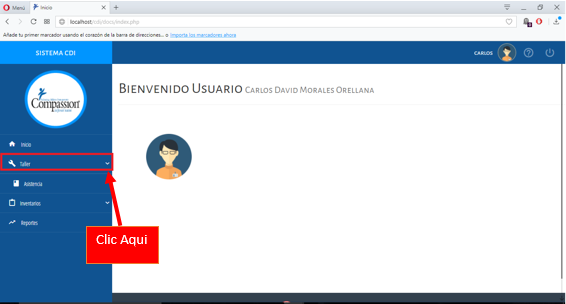 Menú
Inicio
localhost/cdi/docs/index.php
Añade tu primer marcador usando el corazón de la barra de direcciones... o Importa tus marcadores ahora
SISTEMA CDI
CARLOS
Compassion
Bienvenido Usuario Carlos David Morales Orellana
Inicio
Taller
Asistencia
Inventarios
Reportes
Clic Aqui